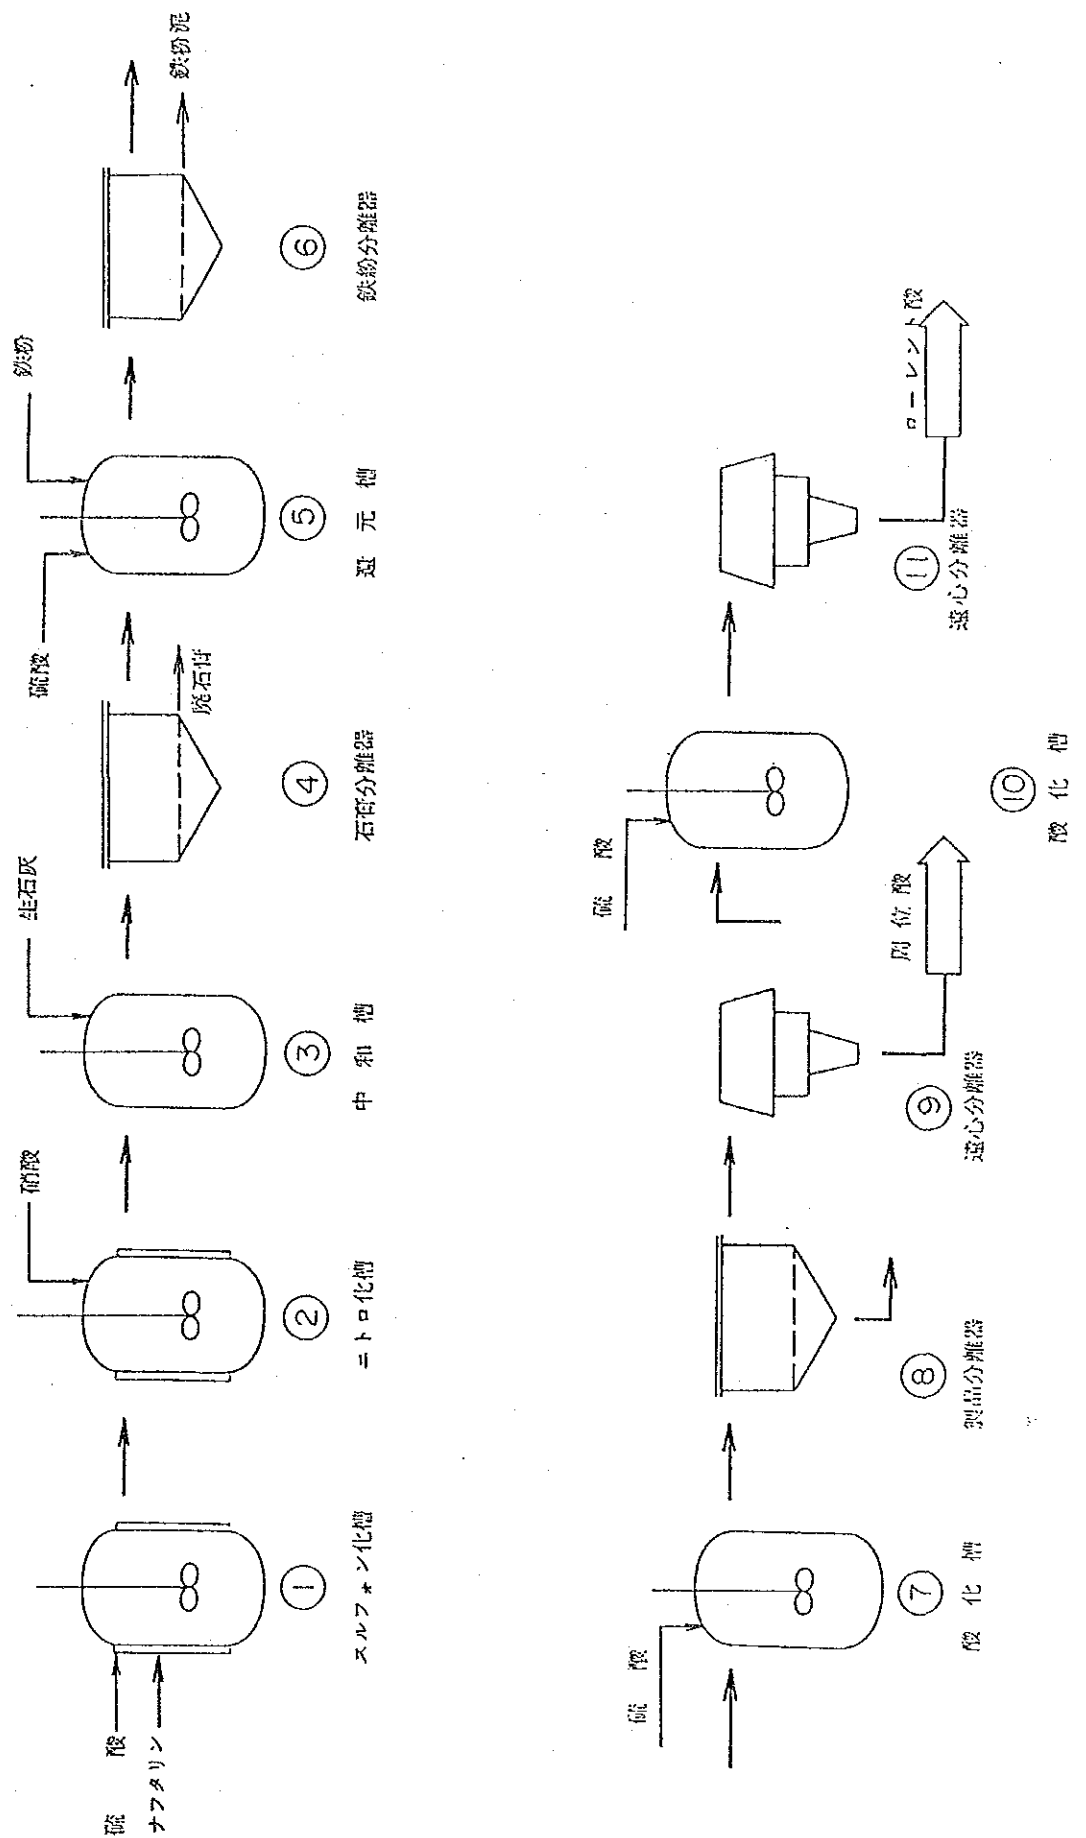 硫酸
ナフタリン
①
スルフォン化槽
硝酸
②
ニトロ化槽
生石灰
③
中和槽
④
石膏分離器
廃石膏
硫酸
鉄粉
⑤
還元槽
⑥
鉄粉分離器
鉄粉泥
硫酸
⑦
酸化槽
⑧
製品分離器
⑨
遠心分離器
周位酸
硫酸
⑩
酸化槽
⑪
遠心分離器
ローレント酸